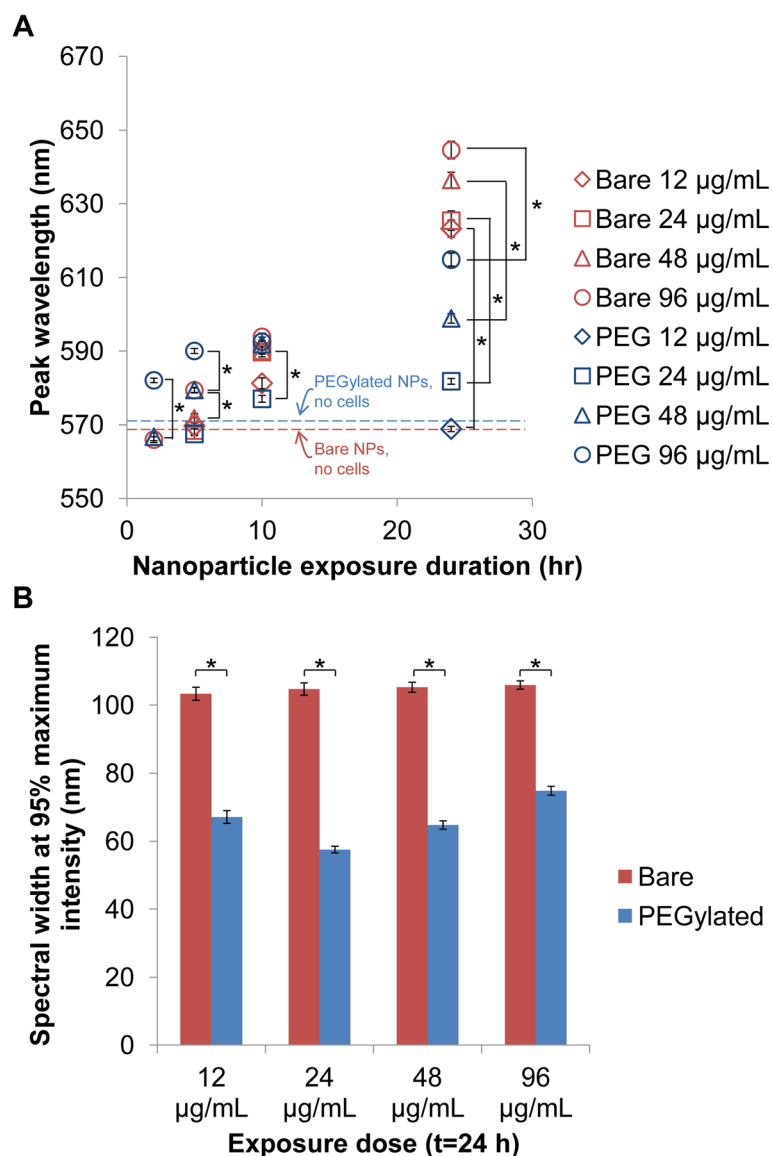 A
Peak wavelength (nm)
670
650
630
610
590
570
550
0
10
20
30
Nanoparticle exposure duration (hr)
PEGylated NPs,
no cells
Bare NPs,
no cells
*
*
*
*
*
*
*
*
*
Bare 12 µg/mL
Bare 24 µg/mL
Bare 48 µg/mL
Bare 96 µg/mL
PEG 12 µg/mL
PEG 24 µg/mL
PEG 48 µg/mL
PEG 96 µg/mL
B
Spectral width at 95% maximum
intensity (nm)
120
100
80
60
40
20
0
*
*
*
*
12
µg/mL
24
µg/mL
48
µg/mL
96
µg/mL
Exposure dose (t=24 h)
Bare
PEGylated